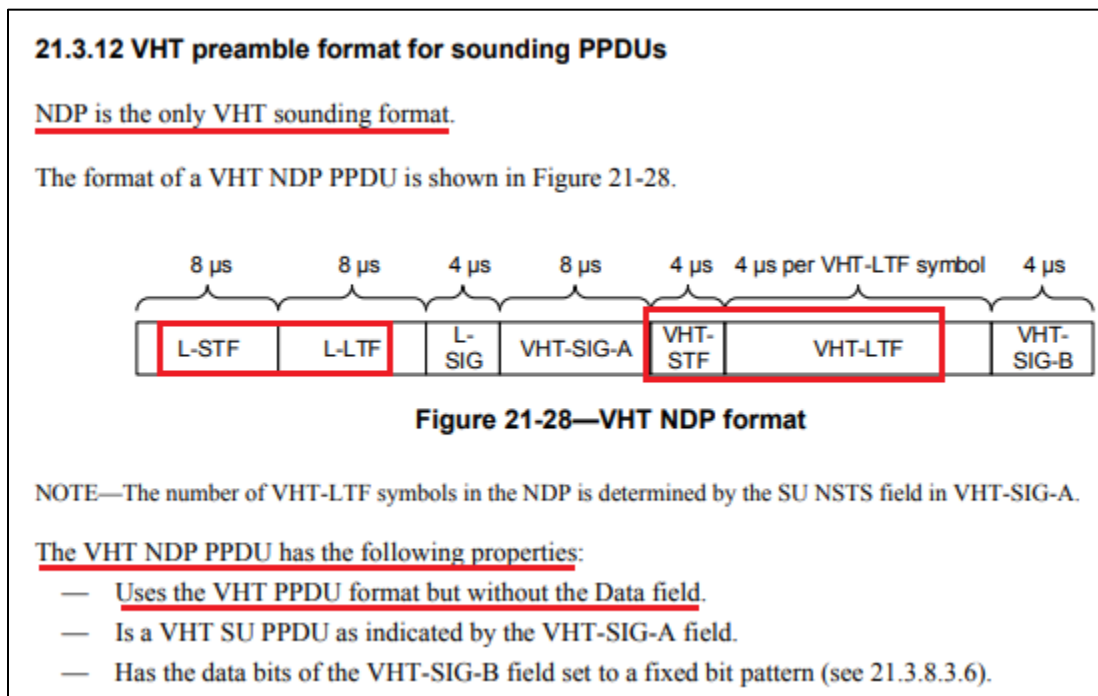 21.3.12 VHT preamble format for sounding PPDUs
NDP is the only VHT sounding format.
The format of a VHT NDP PPDU is shown in Figure 21-28.
8 µs 8 µs 4 µs 8 µs 4 µs 4 µs per VHT-LTF symbol 4 µs
L-STF L-LTF L-SIG VHT-SIG-A VHT-STF VHT-LTF VHT-SIG-B
Figure 21-28—VHT NDP format
NOTE—The number of VHT-LTF symbols in the NDP is determined by the SU NSTS field in VHT-SIG-A.
The VHT NDP PPDU has the following properties:
— Uses the VHT PPDU format but without the Data field.
— Is a VHT SU PPDU as indicated by the VHT-SIG-A field.
— Has the data bits of the VHT-SIG-B field set to a fixed bit pattern (see 21.3.8.3.6).